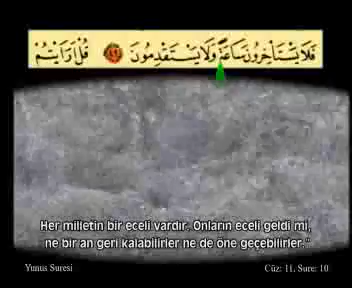 فَلَا يَسْتَأْخِرُونَ سَاعَةً وَلَا يَسْتَقْدِمُونَ ﴿٤٩﴾ قُلْ اَرَاَيْتُمْ
Her milletin bir eceli vardır. Onların eceli geldi mi,
ne bir an geri kalabilirler ne de öne geçebilirler."
Yunus Suresi
Cüz: 11, Sure: 10